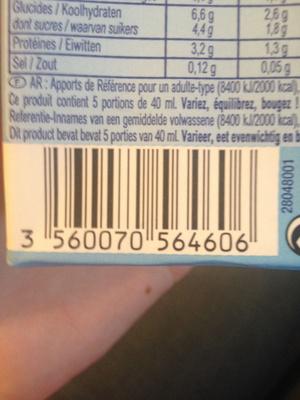 Glucides / Koolhydraten 6,6 g 2,6 g
dont sucres / waarvan suikers 4,4 g 1,8 g
Protéines / Eiwitten 3,2 g 1,3 g
Sel / Zout 0,12 g 0,05 g
AR : Apports de Référence pour un adulte-type (8400 kJ/2000 kcal),
Ce produit contient 5 portions de 40 ml. Variez, équilibrez, bougez !
Referentie-Innames van een gemiddelde volwassene (8400 kJ/2000 kcal),
Dit product bevat bevat 5 porties van 40 ml. Varieer, eet evenwichtig en b
3 560070 564606
28048001